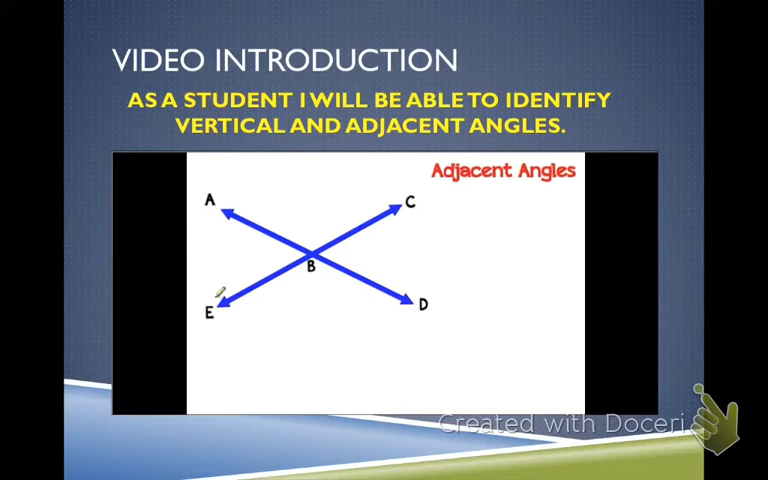 VIDEO INTRODUCTION
AS A STUDENT I WILL BE ABLE TO IDENTIFY
VERTICAL AND ADJACENT ANGLES.
Adjacent Angles
A
C
B
E
D
Created with Doceri